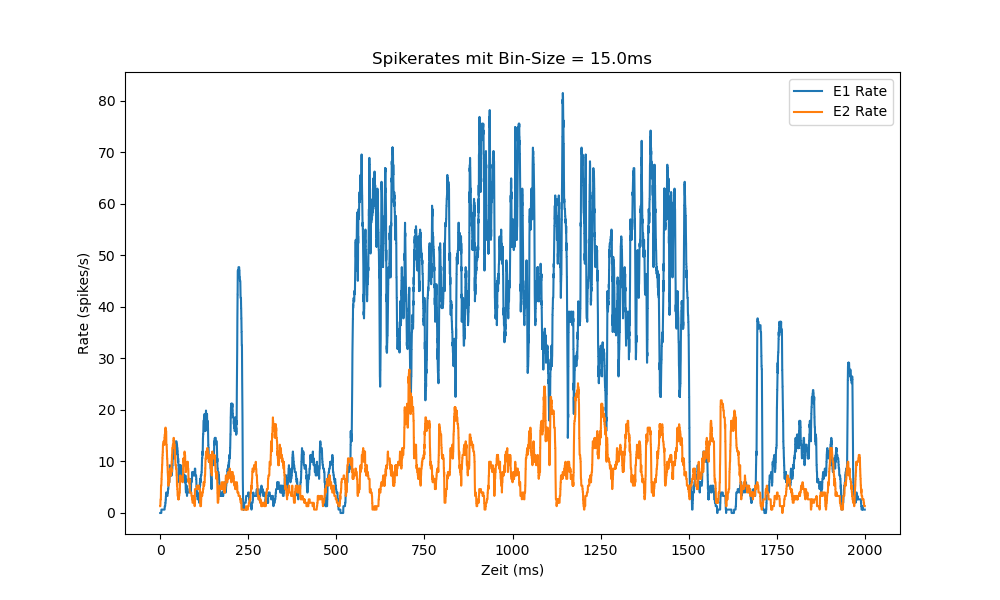 Spikerates mit Bin-Size = 15.0ms
E1 Rate
E2 Rate
80
70
60
50
40
30
20
10
0
Rate (spikes/s)
0 250 500 750 1000 1250 1500 1750 2000
Zeit (ms)